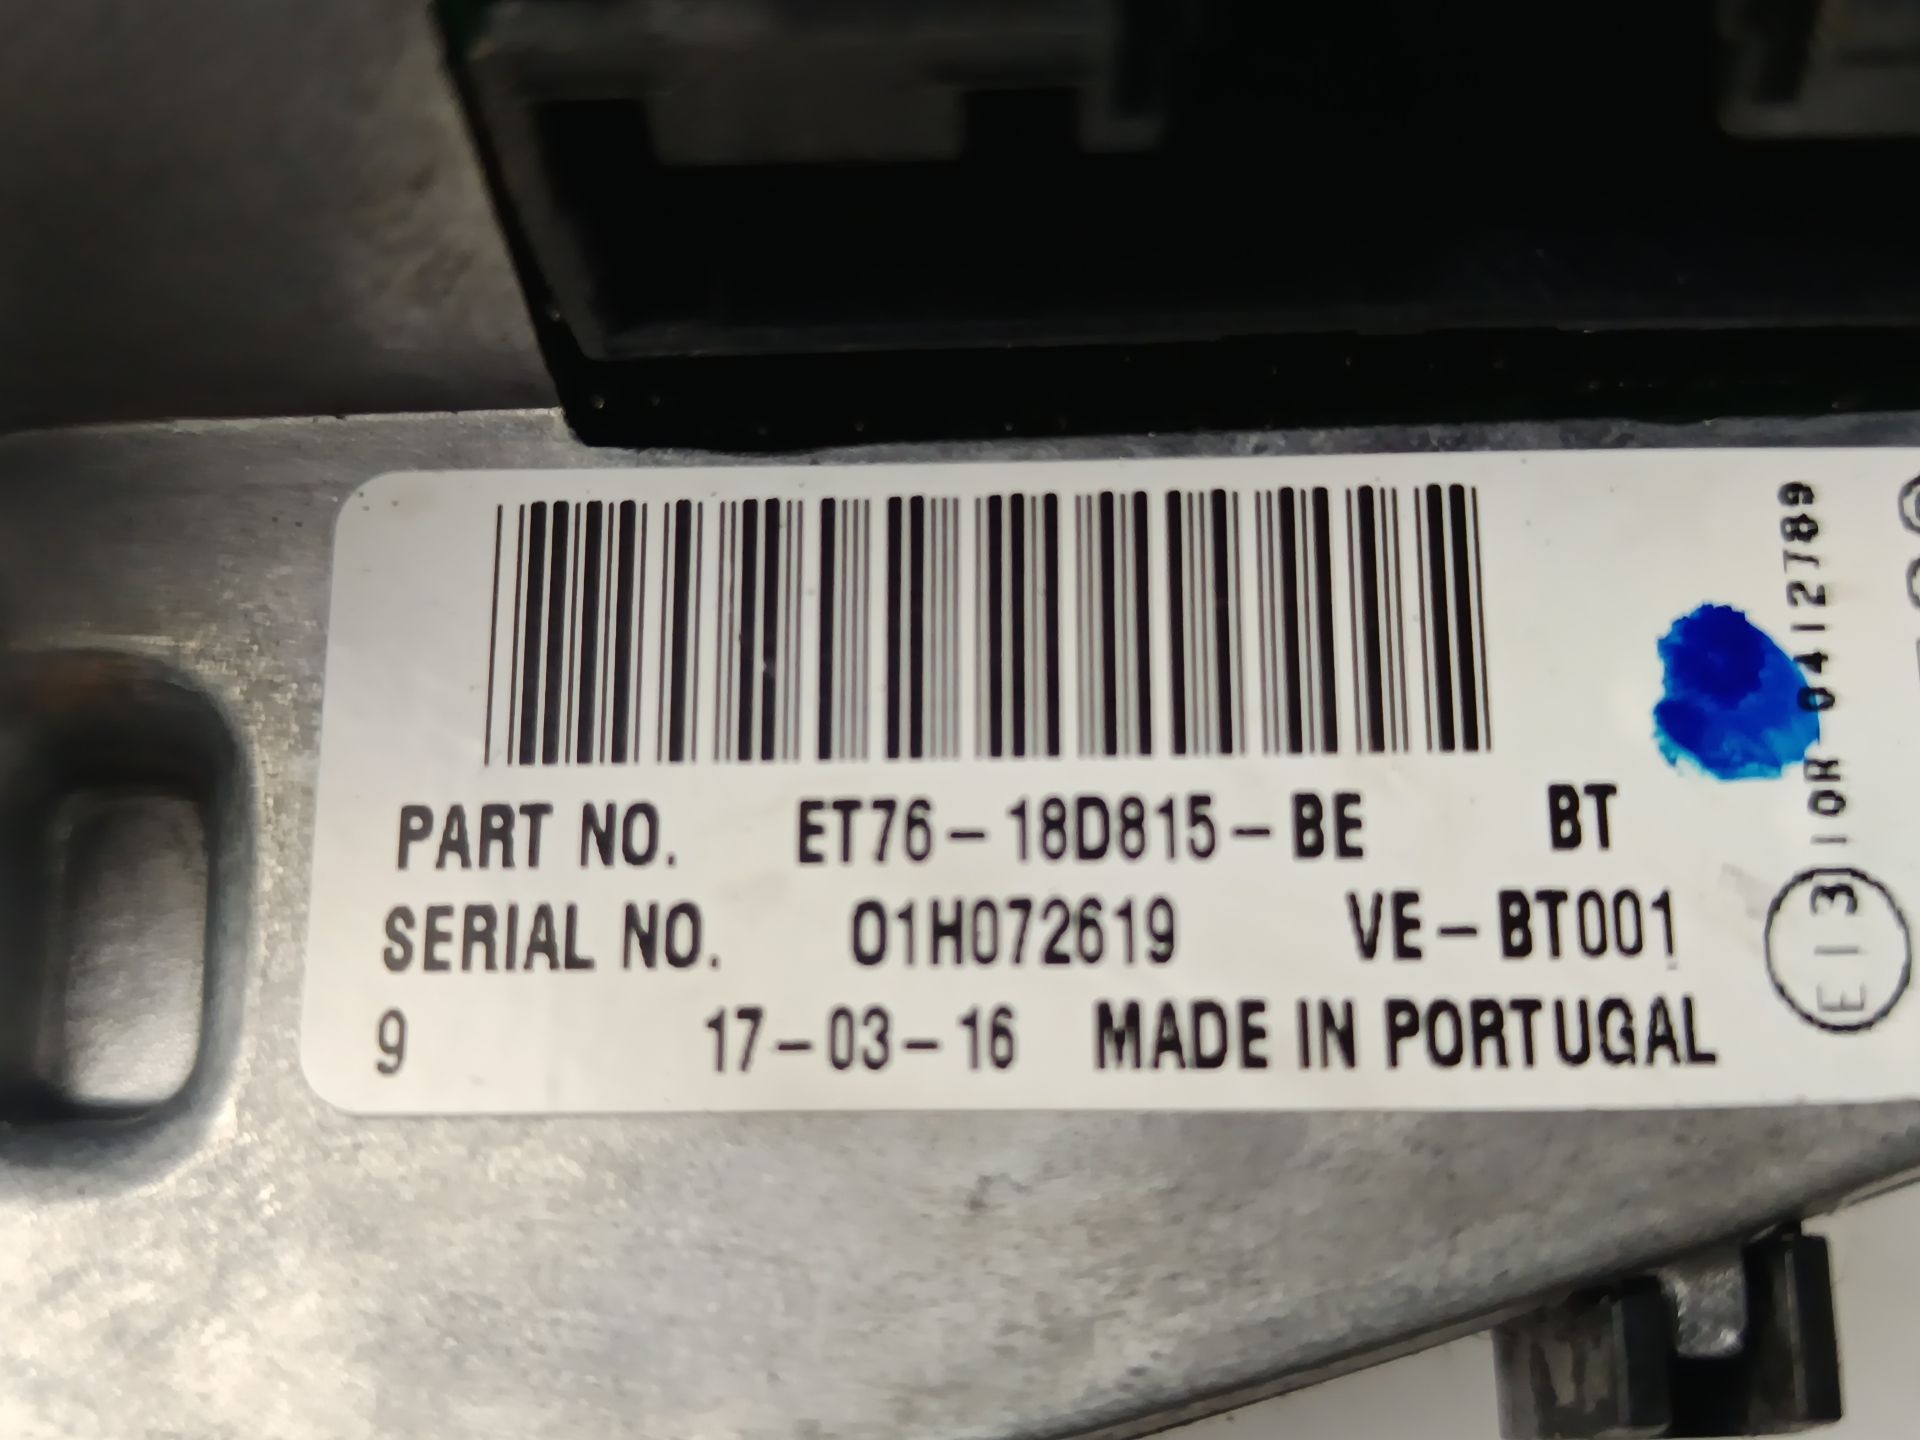 PART NO. ET76-18D815-BE BT
SERIAL NO. 01H072619 VE-BT001
9 17-03-16 MADE IN PORTUGAL
E13 10R 0412789